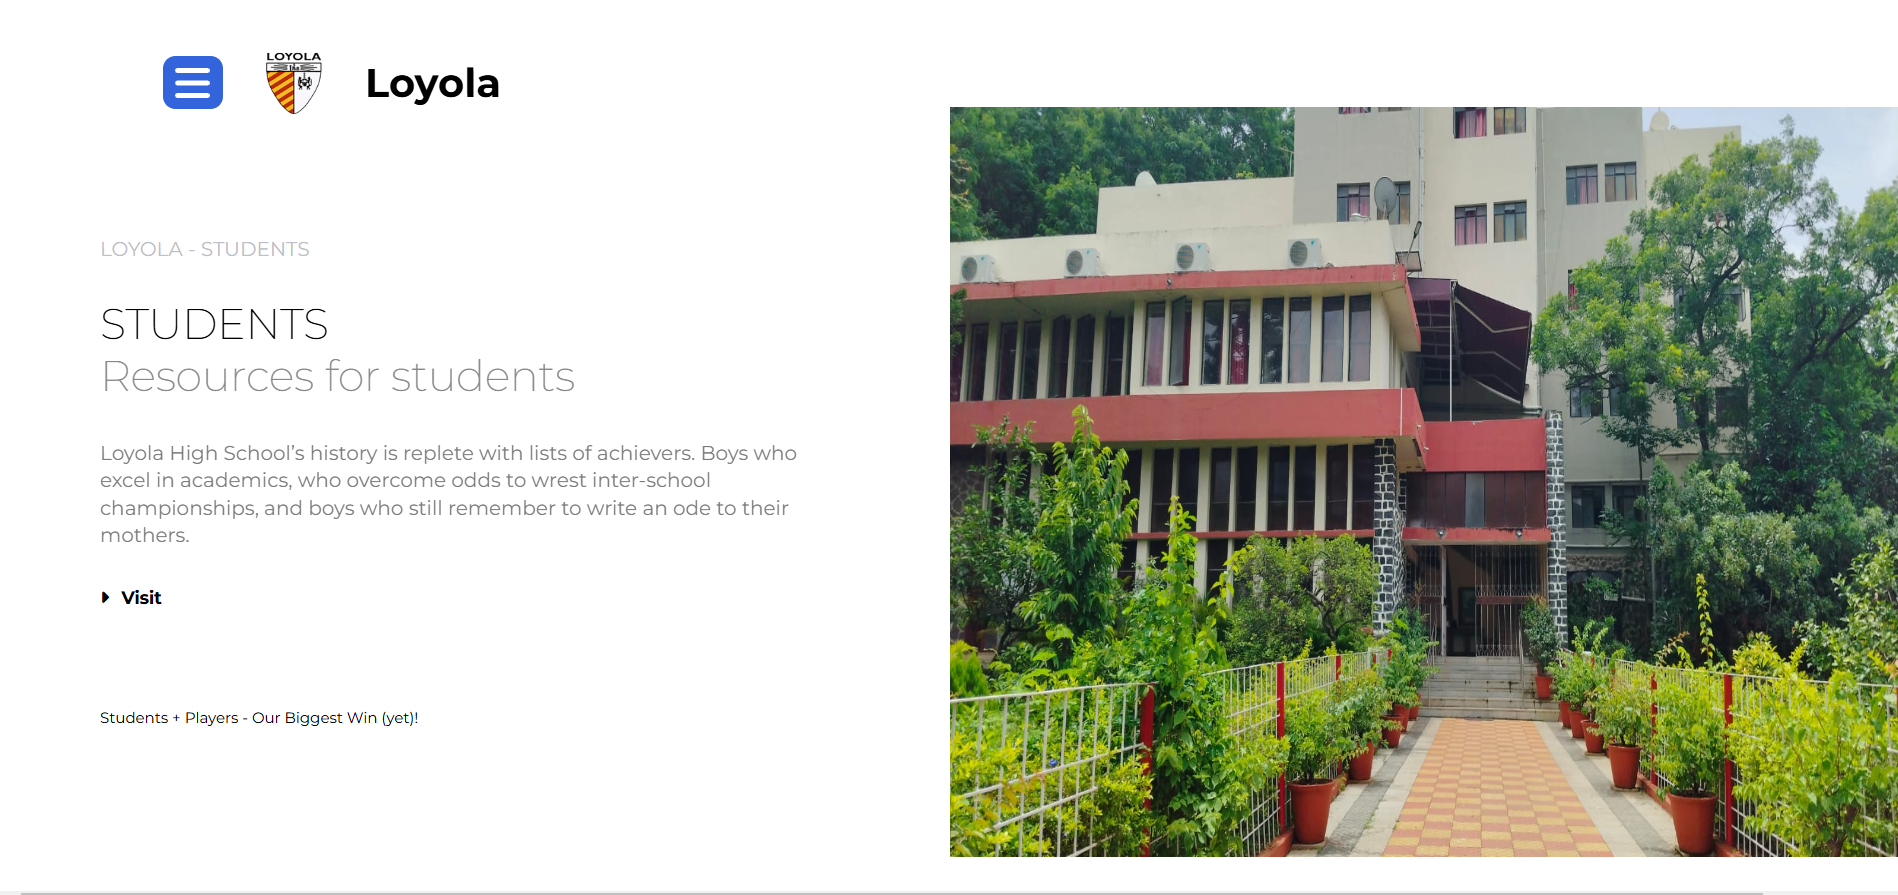 LOYOLA
Loyola
LOYOLA - STUDENTS
STUDENTS
Resources for students
Loyola High School’s history is replete with lists of achievers. Boys who
excel in academics, who overcome odds to wrest inter-school
championships, and boys who still remember to write an ode to their
mothers.
Visit
Students + Players - Our Biggest Win (yet)!